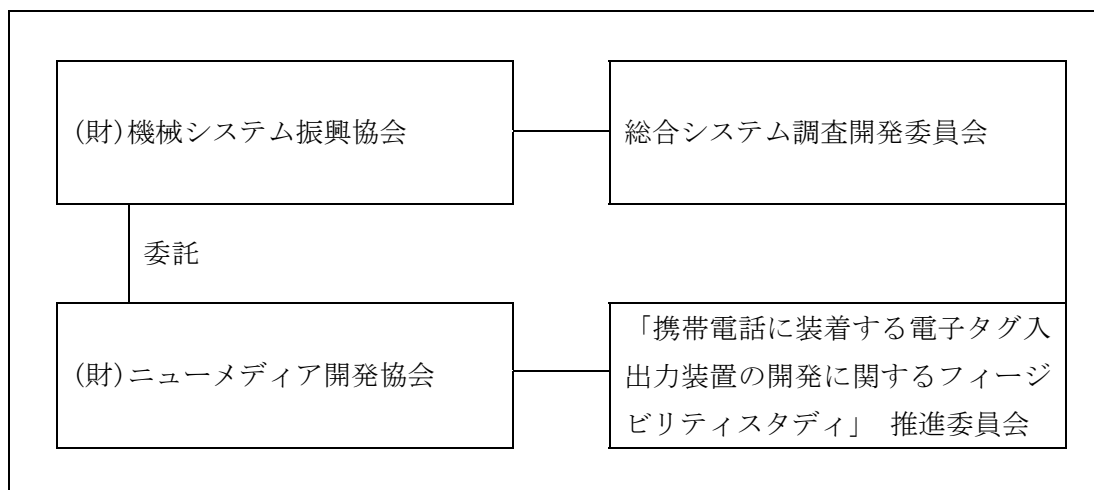 (財)機械システム振興協会
総合システム調査開発委員会
委託
(財)ニューメディア開発協会
「携帯電話に装着する電子タグ入
出力装置の開発に関するフィージ
ビリティスタディ」 推進委員会